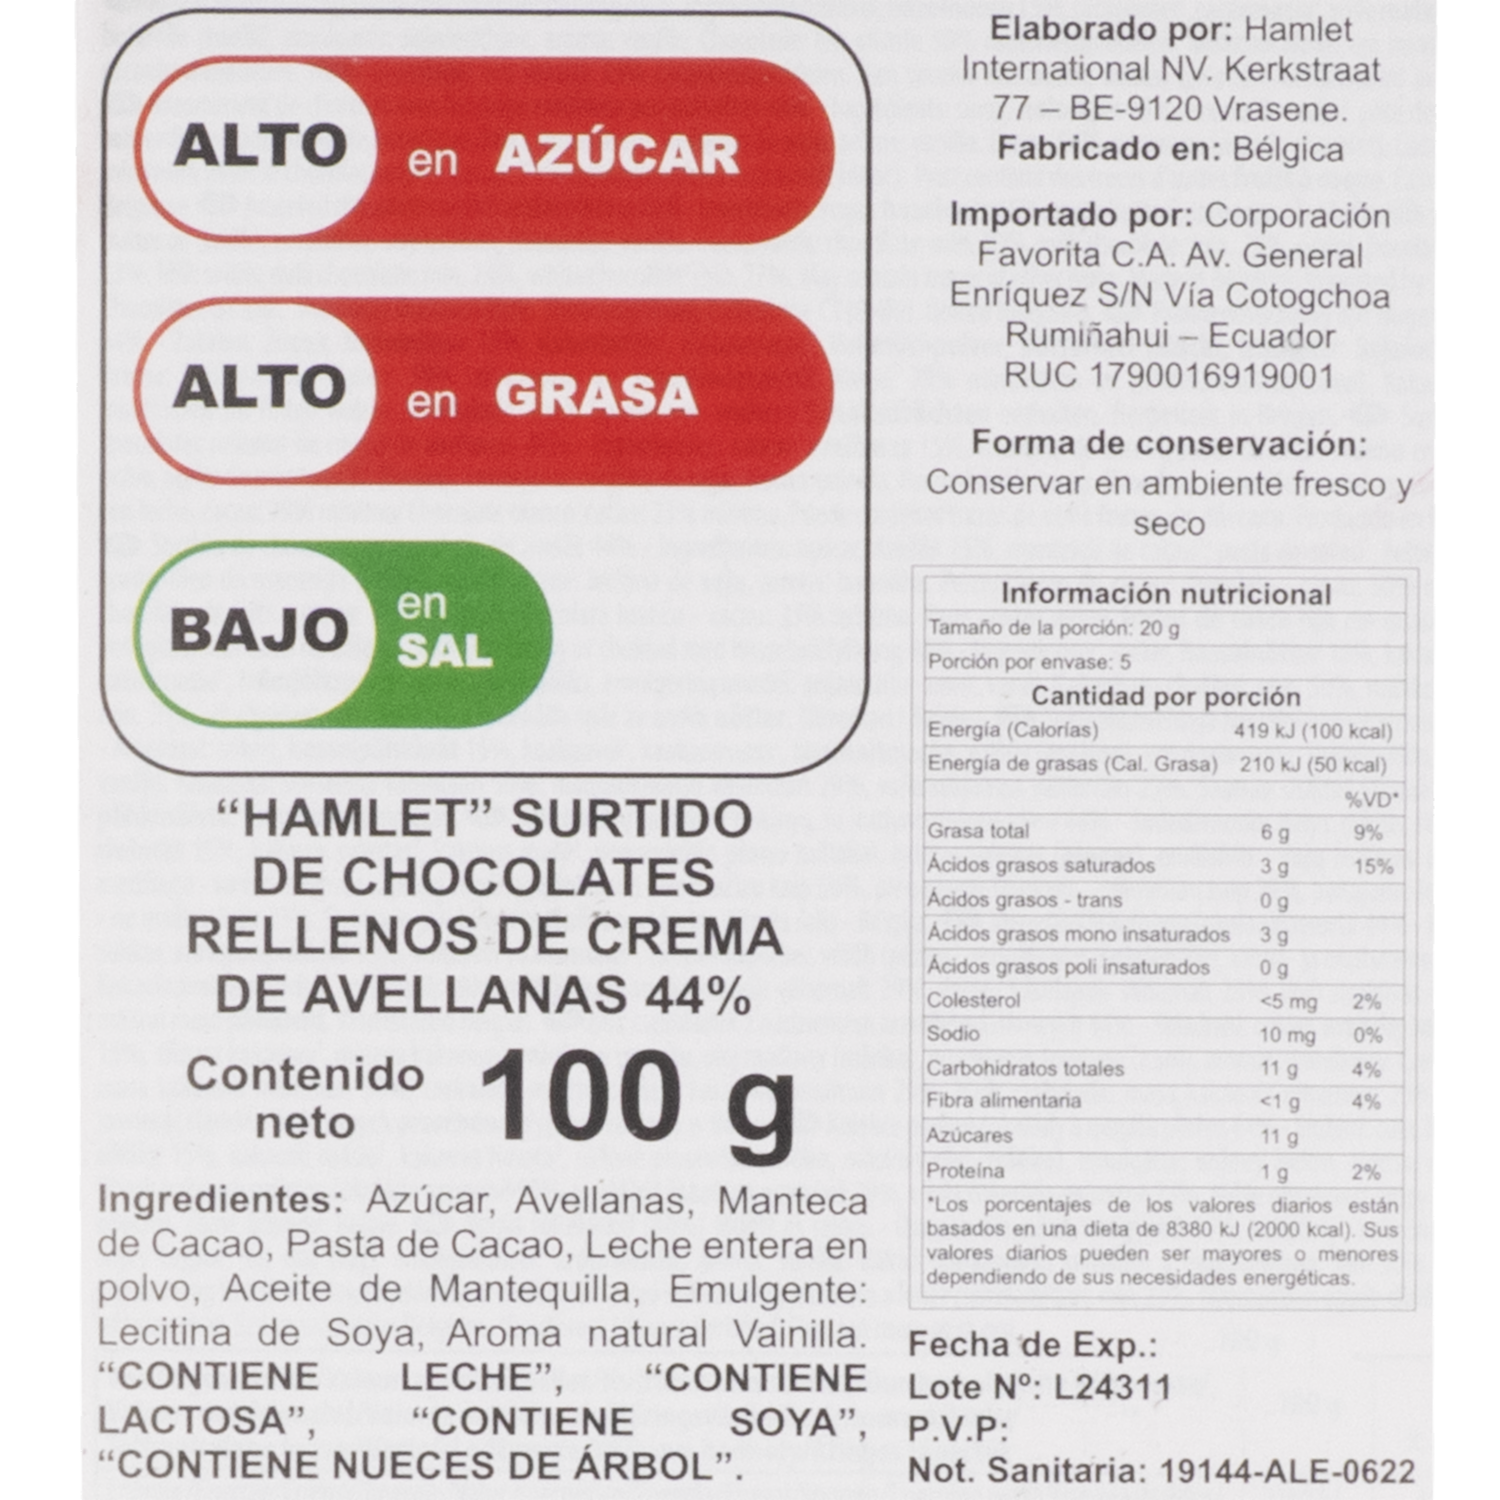 ALTO en AZÚCAR
ALTO en GRASA
BAJO en
SAL
“HAMLET” SURTIDO
DE CHOCOLATES
RELLENOS DE CREMA
DE AVELLANAS 44%
Contenido
neto
100 g
Ingredientes: Azúcar, Avellanas, Manteca
de Cacao, Pasta de Cacao, Leche entera en
polvo, Aceite de Mantequilla, Emulgente:
Lecitina de Soya, Aroma natural Vainilla.
“CONTIENE LECHE”, “CONTIENE
LACTOSA”, “CONTIENE SOYA”,
“CONTIENE NUECES DE ÁRBOL”.
Elaborado por: Hamlet
International NV. Kerkstraat
77 – BE-9120 Vrasene.
Fabricado en: Bélgica
Importado por: Corporación
Favorita C.A. Av. General
Enríquez S/N Vía Cotogchoa
Rumiñahui – Ecuador
RUC 1790016919001
Forma de conservación:
Conservar en ambiente fresco y
seco
Información nutricional
Tamaño de la porción: 20 g
Porción por envase: 5
Cantidad por porción
Energía (Calorías) 419 kJ (100 kcal)
Energía de grasas (Cal. Grasa) 210 kJ (50 kcal)
%VD*
Grasa total 6 g 9%
Ácidos grasos saturados 3 g 15%
Ácidos grasos - trans 0 g
Ácidos grasos mono insaturados 3 g
Ácidos grasos poli insaturados 0 g
Colesterol <5 mg 2%
Sodio 10 mg 0%
Carbohidratos totales 11 g 4%
Fibra alimentaria <1 g 4%
Azúcares 11 g
Proteína 1 g 2%
*Los porcentajes de los valores diarios están
basados en una dieta de 8380 kJ (2000 kcal). Sus
valores diarios pueden ser mayores o menores
dependiendo de sus necesidades energéticas.
Fecha de Exp.:
Lote Nº: L24311
P.V.P:
Not. Sanitaria: 19144-ALE-0622